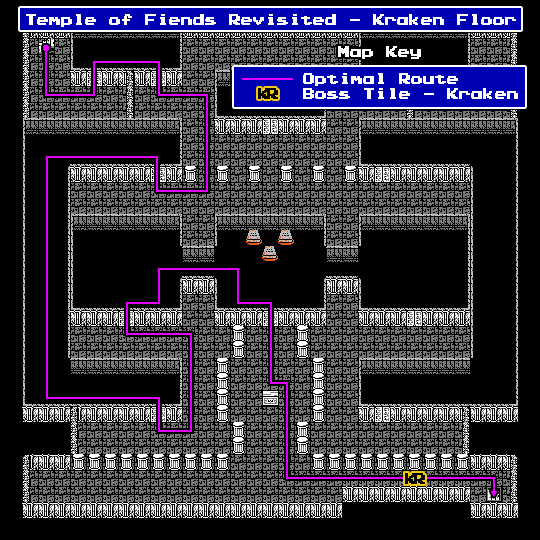 Temple of Fiends Revisited - Kraken Floor
Map Key
Optimal Route
KR Boss Tile - Kraken
KR